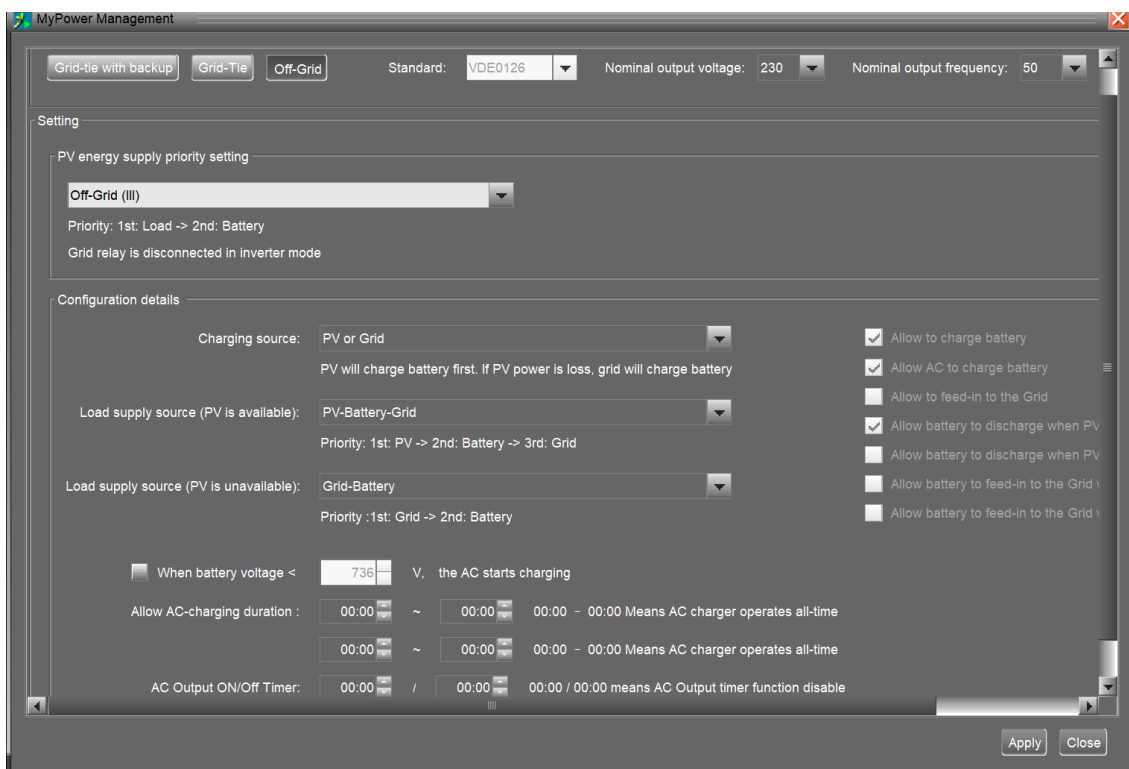 MyPower Management
Grid-tie with backup Grid-Tie Off-Grid Standard: VDE0126 Nominal output voltage: 230 Nominal output frequency: 50
Setting
PV energy supply priority setting
Off-Grid (III)
Priority: 1st: Load -> 2nd: Battery
Grid relay is disconnected in inverter mode
Configuration details
Charging source: PV or Grid
Allow to charge battery
PV will charge battery first. If PV power is loss, grid will charge battery
Allow AC to charge battery
Allow to feed-in to the Grid
Load supply source (PV is available): PV-Battery-Grid
Allow battery to discharge when PV
Priority: 1st: PV -> 2nd: Battery -> 3rd: Grid
Allow battery to discharge when PV
Load supply source (PV is unavailable): Grid-Battery
Allow battery to feed-in to the Grid
Priority :1st: Grid -> 2nd: Battery
Allow battery to feed-in to the Grid
When battery voltage < 736 V, the AC starts charging
Allow AC-charging duration : 00:00 ~ 00:00 00:00 - 00:00 Means AC charger operates all-time
00:00 ~ 00:00 00:00 - 00:00 Means AC charger operates all-time
AC Output ON/Off Timer: 00:00 / 00:00 00:00 / 00:00 means AC Output timer function disable
Apply Close